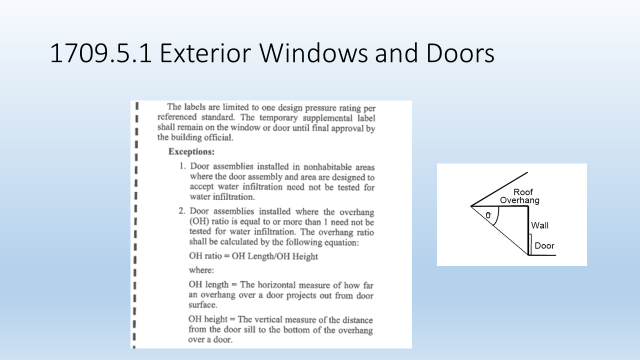 1709.5.1 Exterior Windows and Doors
The labels are limited to one design pressure rating per
referenced standard. The temporary supplemental label
shall remain on the window or door until final approval by
the building official.
Exceptions:
1. Door assemblies installed in nonhabitable areas
where the door assembly and area are designed to
accept water infiltration need not be tested for
water infiltration.
2. Door assemblies installed where the overhang
(OH) ratio is equal to or more than 1 need not be
tested for water infiltration. The overhang ratio
shall be calculated by the following equation:
OH ratio = OH Length/OH Height
where:
OH length = The horizontal measure of how far
an overhang over a door projects out from door
surface.
OH height = The vertical measure of the distance
from the door sill to the bottom of the overhang
over a door.
Roof
Overhang
Wall
Door